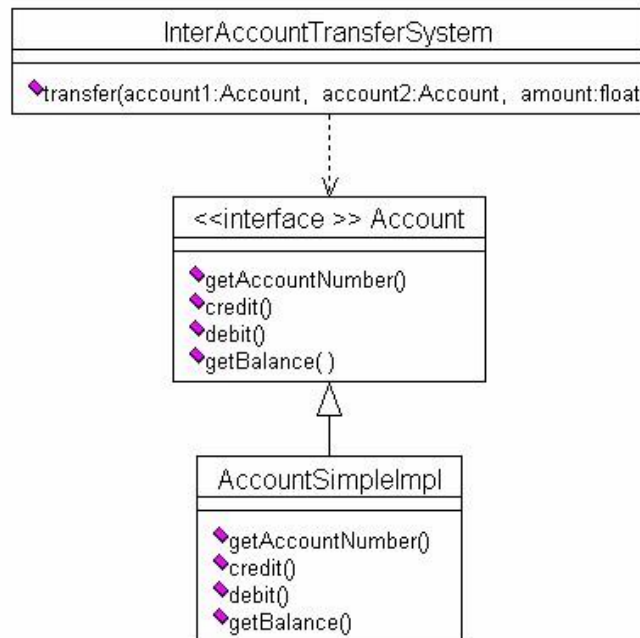 InterAccountTransferSystem
transfer(account1:Account, account2:Account, amount:float
<<interface >> Account
getAccountNumber()
credit()
debit()
getBalance( )
AccountSimpleImpl
getAccountNumber()
credit()
debit()
getBalance()